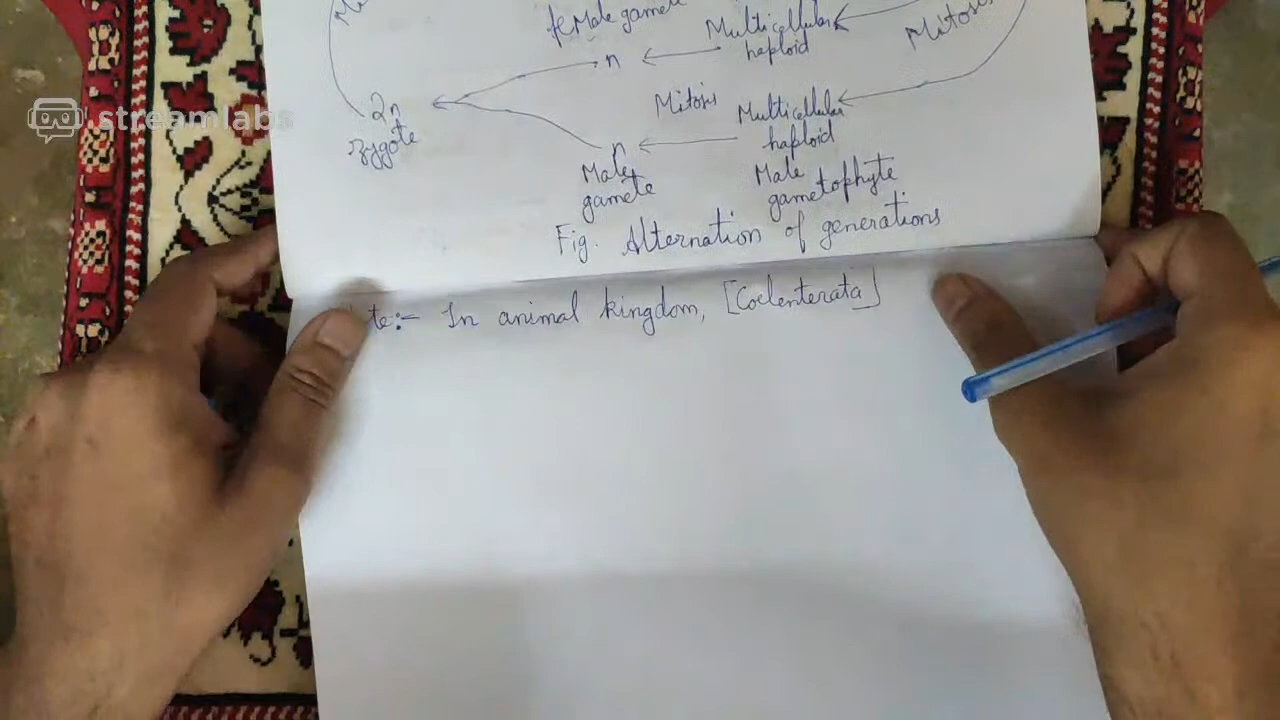 female gamete
Multicellular
haploid
Mitosis
n
streamlabs
2n
zygote
Mitosis
Multicellular
haploid
n
Male
gamete
Male
gametophyte
Fig. Alternation of generations
te:- In animal kingdom, [Coelenterata]